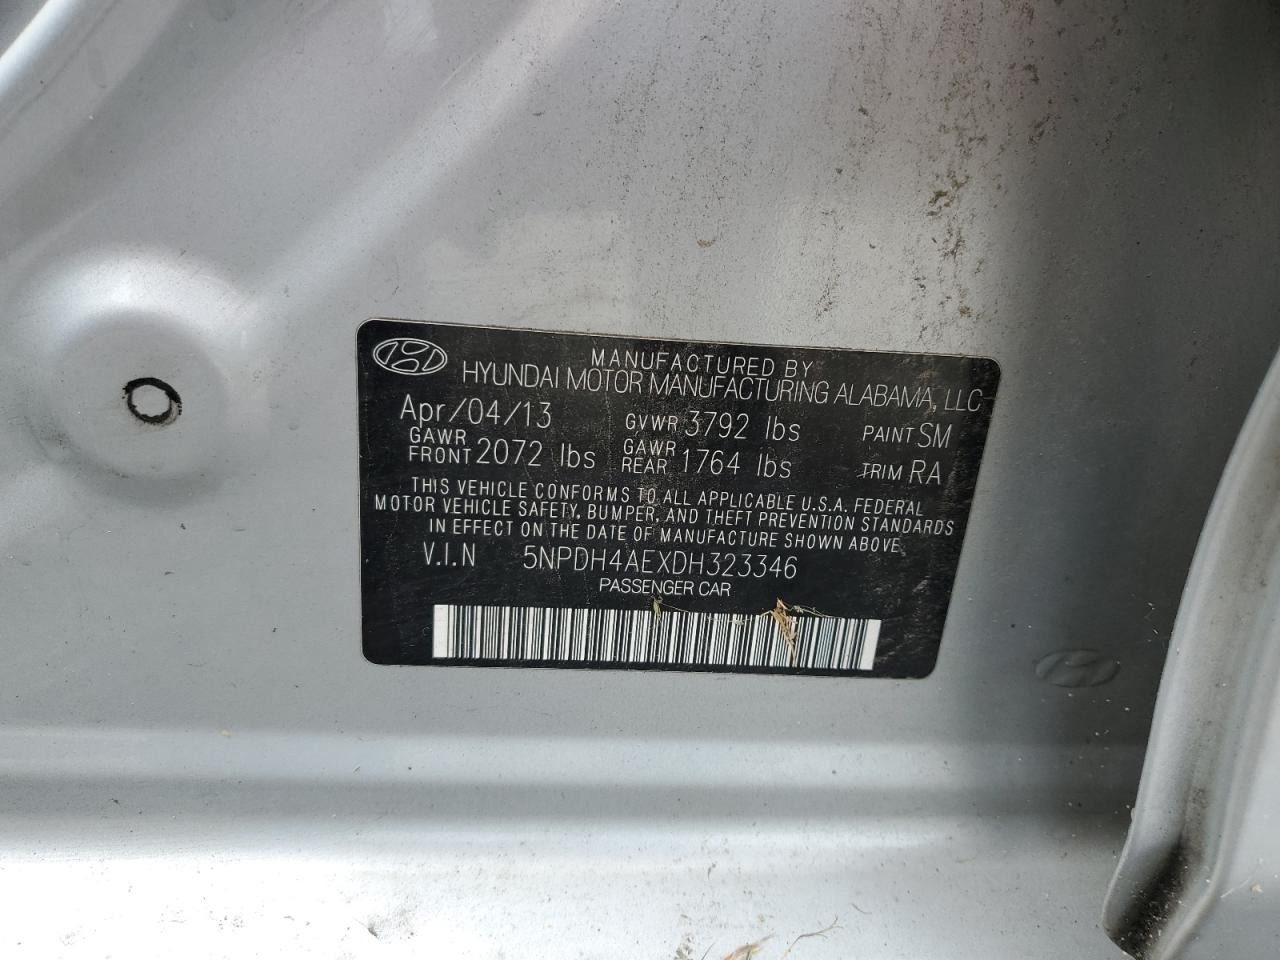 MANUFACTURED BY
HYUNDAI MOTOR MANUFACTURING ALABAMA, LLC
Apr/04/13 GVWR 3792 lbs PAINT SM
GAWR FRONT 2072 lbs GAWR REAR 1764 lbs TRIM RA
THIS VEHICLE CONFORMS TO ALL APPLICABLE U.S.A. FEDERAL
MOTOR VEHICLE SAFETY, BUMPER, AND THEFT PREVENTION STANDARDS
IN EFFECT ON THE DATE OF MANUFACTURE SHOWN ABOVE.
V.I.N 5NPDH4AEXDH323346
PASSENGER CAR